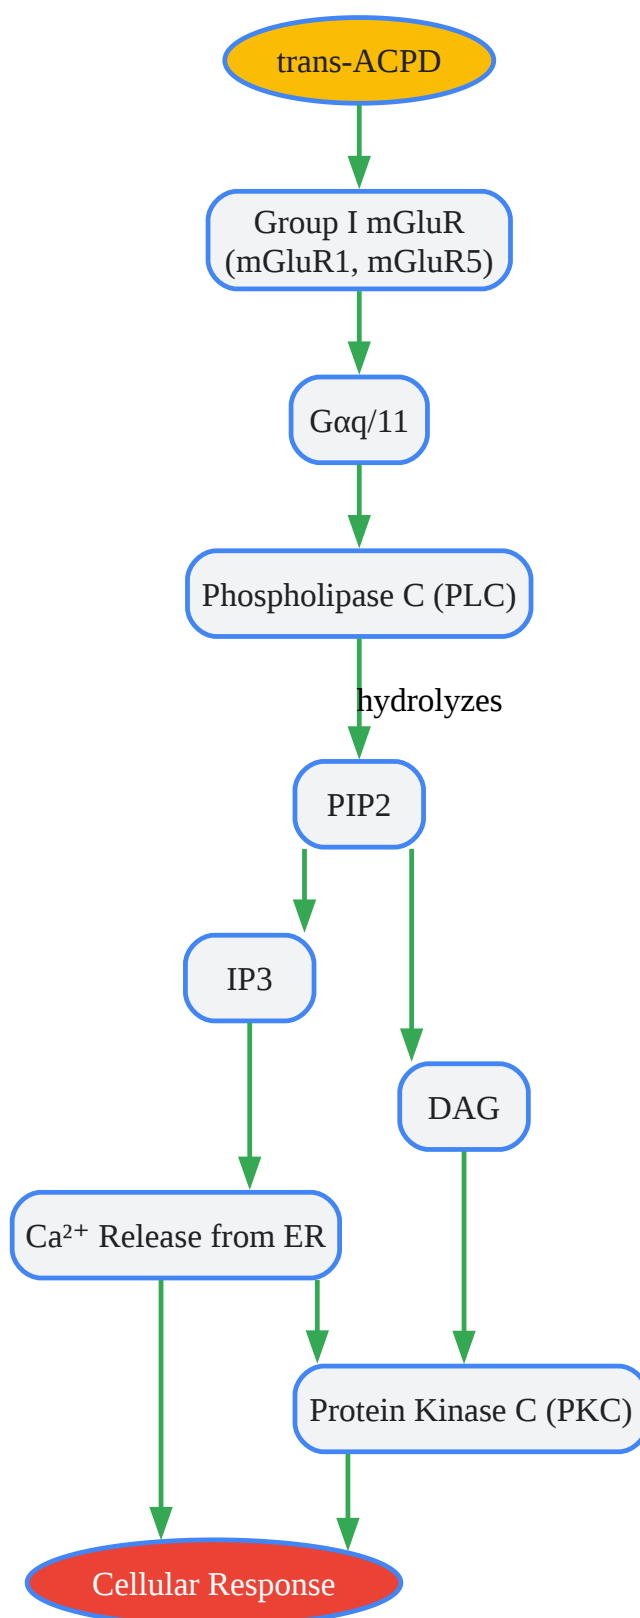 trans-ACPD
Group I mGluR
(mGluR1, mGluR5)
Gαq/11
Phospholipase C (PLC)
hydrolyzes
PIP2
IP3
DAG
Ca²⁺ Release from ER
Protein Kinase C (PKC)
Cellular Response